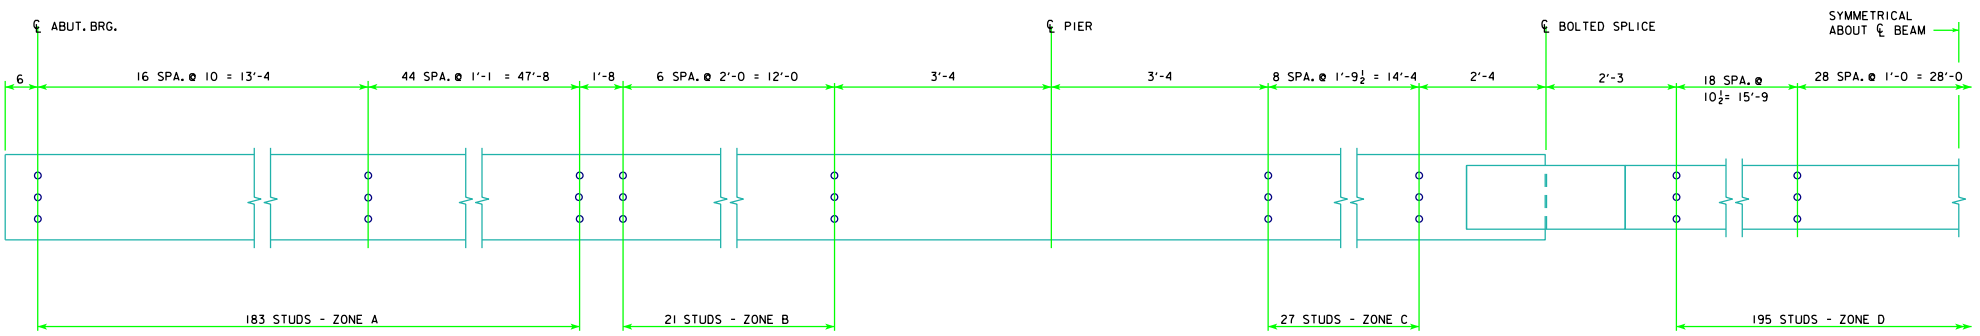 ℄ ABUT. BRG.
℄ PIER
℄ BOLTED SPLICE
SYMMETRICAL
ABOUT ℄ BEAM
6
16 SPA. @ 10 = 13'-4
44 SPA. @ 1'-1 = 47'-8
1'-8
6 SPA. @ 2'-0 = 12'-0
3'-4
3'-4
8 SPA. @ 1'-9½ = 14'-4
2'-4
2'-3
18 SPA. @
10½= 15'-9
28 SPA. @ 1'-0 = 28'-0
183 STUDS - ZONE A
21 STUDS - ZONE B
27 STUDS - ZONE C
195 STUDS - ZONE D